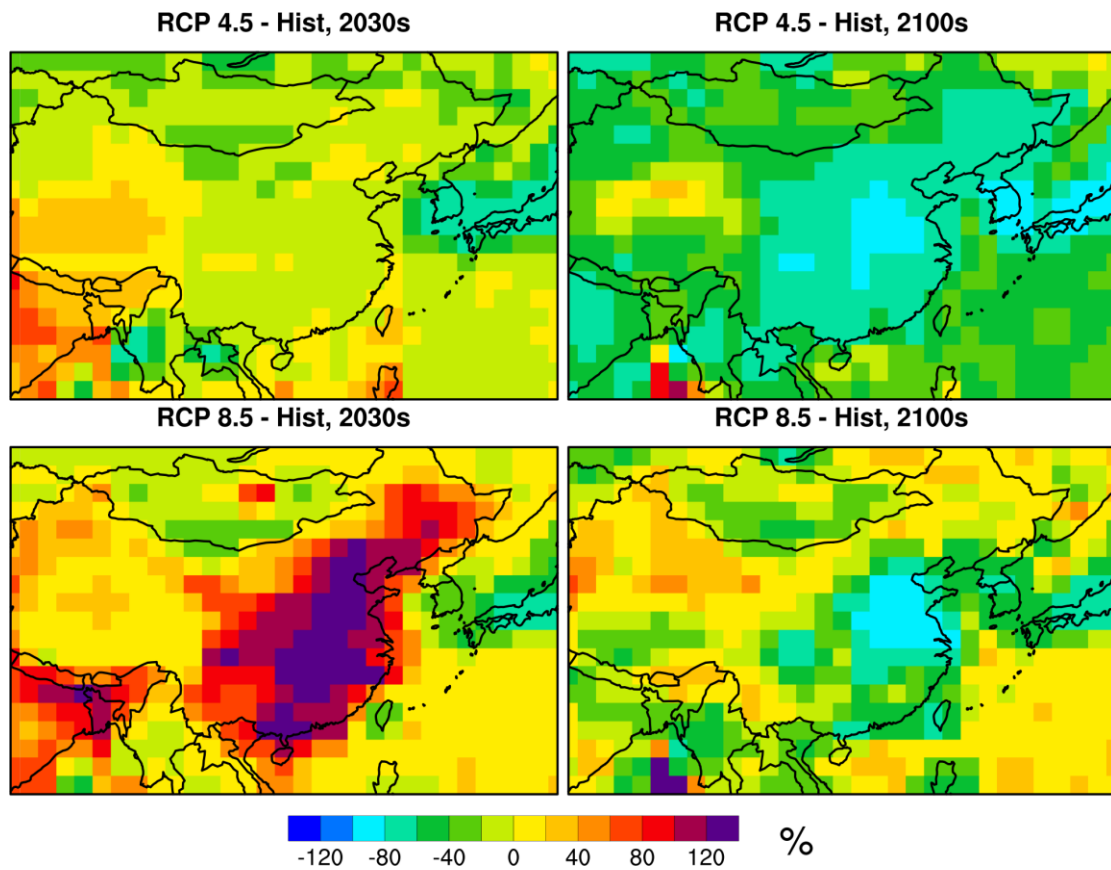 RCP 4.5 - Hist, 2030s
RCP 4.5 - Hist, 2100s
RCP 8.5 - Hist, 2030s
RCP 8.5 - Hist, 2100s
-120 -80 -40 0 40 80 120 %